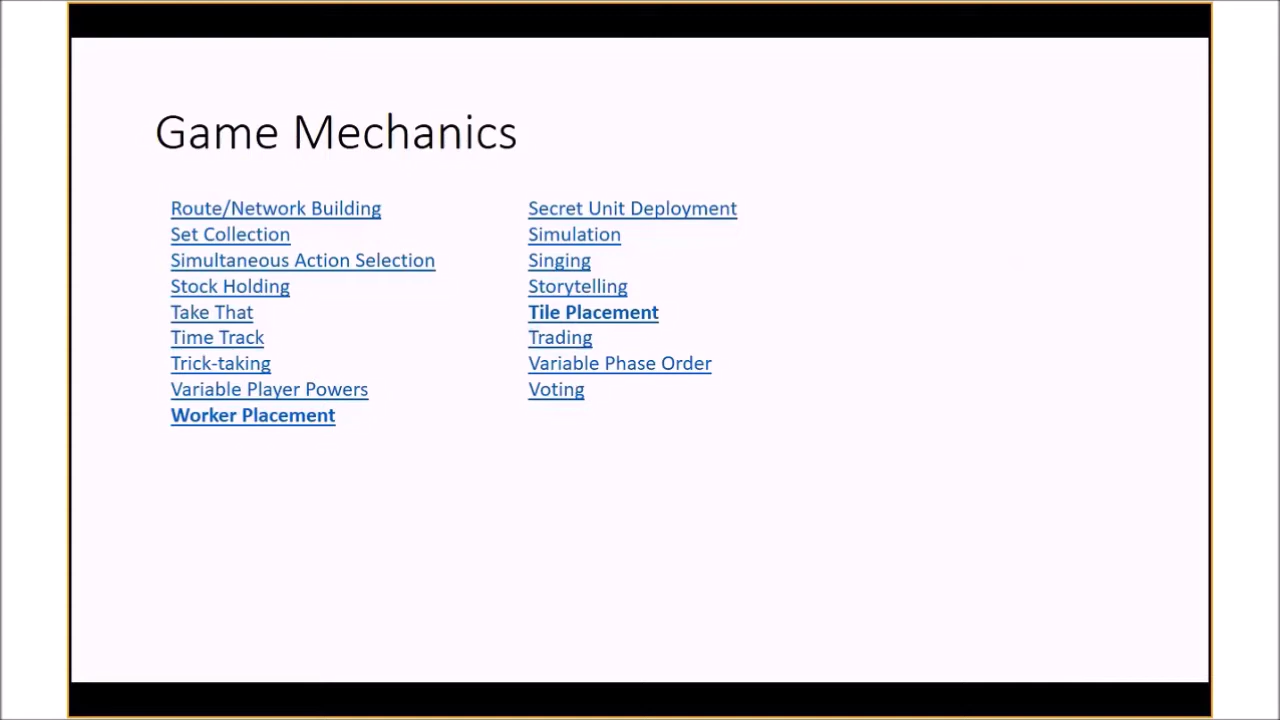 Game Mechanics
Route/Network Building
Set Collection
Simultaneous Action Selection
Stock Holding
Take That
Time Track
Trick-taking
Variable Player Powers
Worker Placement
Secret Unit Deployment
Simulation
Singing
Storytelling
Tile Placement
Trading
Variable Phase Order
Voting